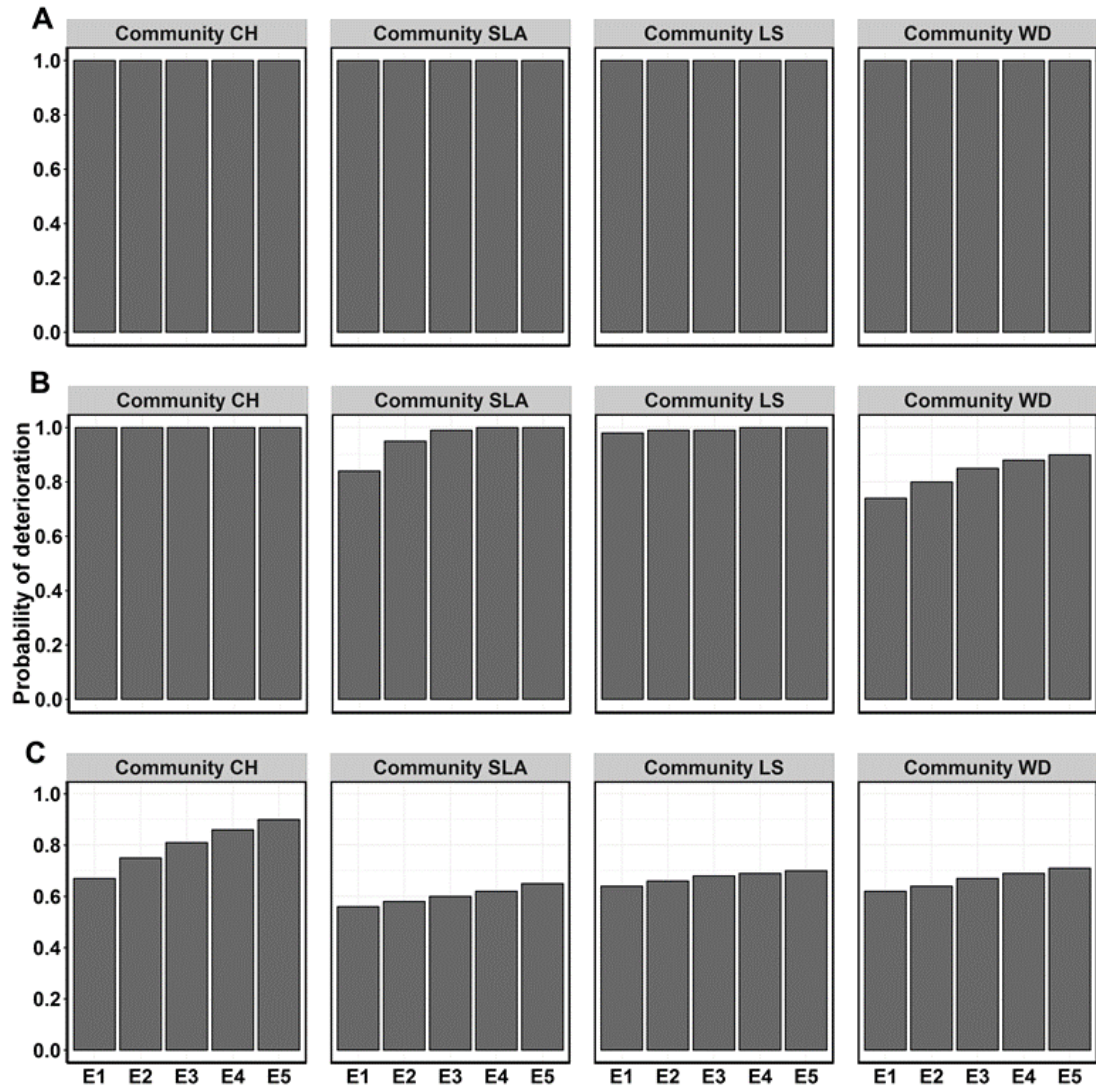 A
Community CH Community SLA Community LS Community WD
1.0
0.8
0.6
0.4
0.2
0.0
B
Community CH Community SLA Community LS Community WD
Probability of deterioration
1.0
0.8
0.6
0.4
0.2
0.0
C
Community CH Community SLA Community LS Community WD
1.0
0.8
0.6
0.4
0.2
0.0
E1 E2 E3 E4 E5 E1 E2 E3 E4 E5 E1 E2 E3 E4 E5 E1 E2 E3 E4 E5